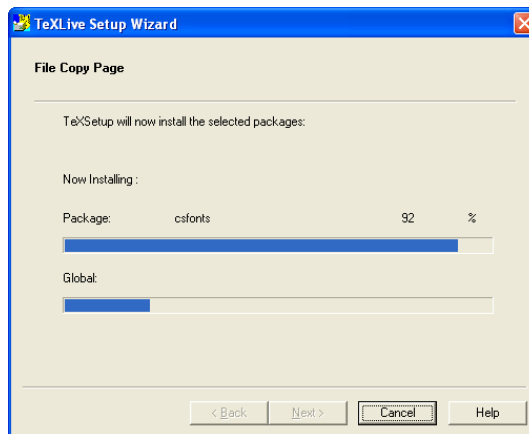 TeXLive Setup Wizard
File Copy Page
TeXSetup will now install the selected packages:
Now Installing :
Package: csfonts 92 %
Global:
< Back Next > Cancel Help